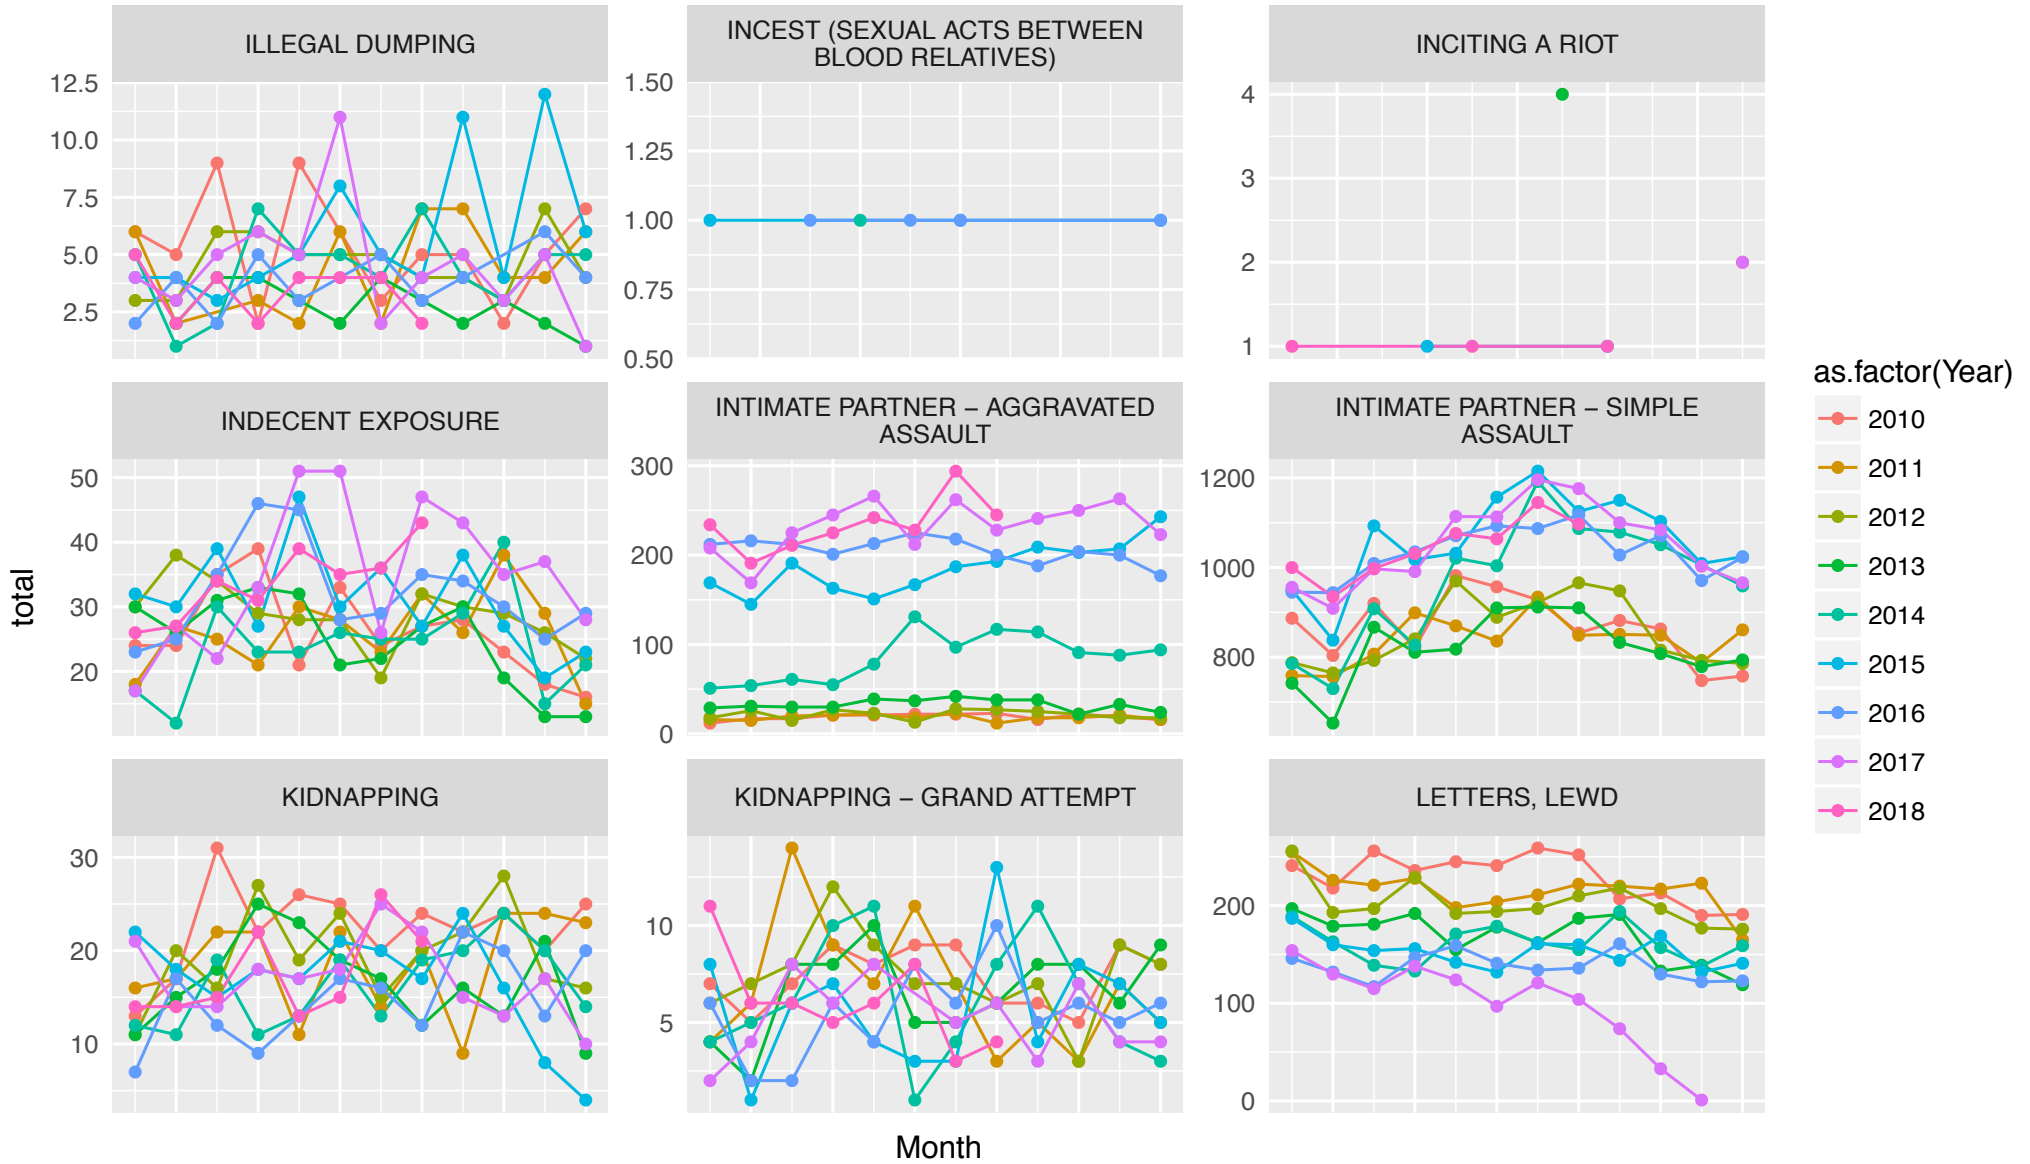 ILLEGAL DUMPING
INCEST (SEXUAL ACTS BETWEEN
BLOOD RELATIVES)
INCITING A RIOT
12.5
10.0
7.5
5.0
2.5
1.50
1.25
1.00
0.75
0.50
4
3
2
1
INDECENT EXPOSURE
INTIMATE PARTNER − AGGRAVATED
ASSAULT
INTIMATE PARTNER − SIMPLE
ASSAULT
50
40
30
20
300
200
100
0
1200
1000
800
KIDNAPPING
KIDNAPPING − GRAND ATTEMPT
LETTERS, LEWD
30
20
10
10
5
200
100
0
total
Month
as.factor(Year)
2010
2011
2012
2013
2014
2015
2016
2017
2018